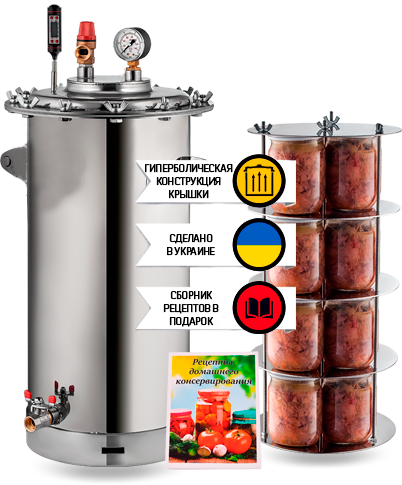 ГИПЕРБОЛИЧЕСКАЯ
КОНСТРУКЦИЯ
КРЫШКИ
СДЕЛАНО
В УКРАИНЕ
СБОРНИК
РЕЦЕПТОВ В
ПОДАРОК
Рецепты
домашнего
консервирования